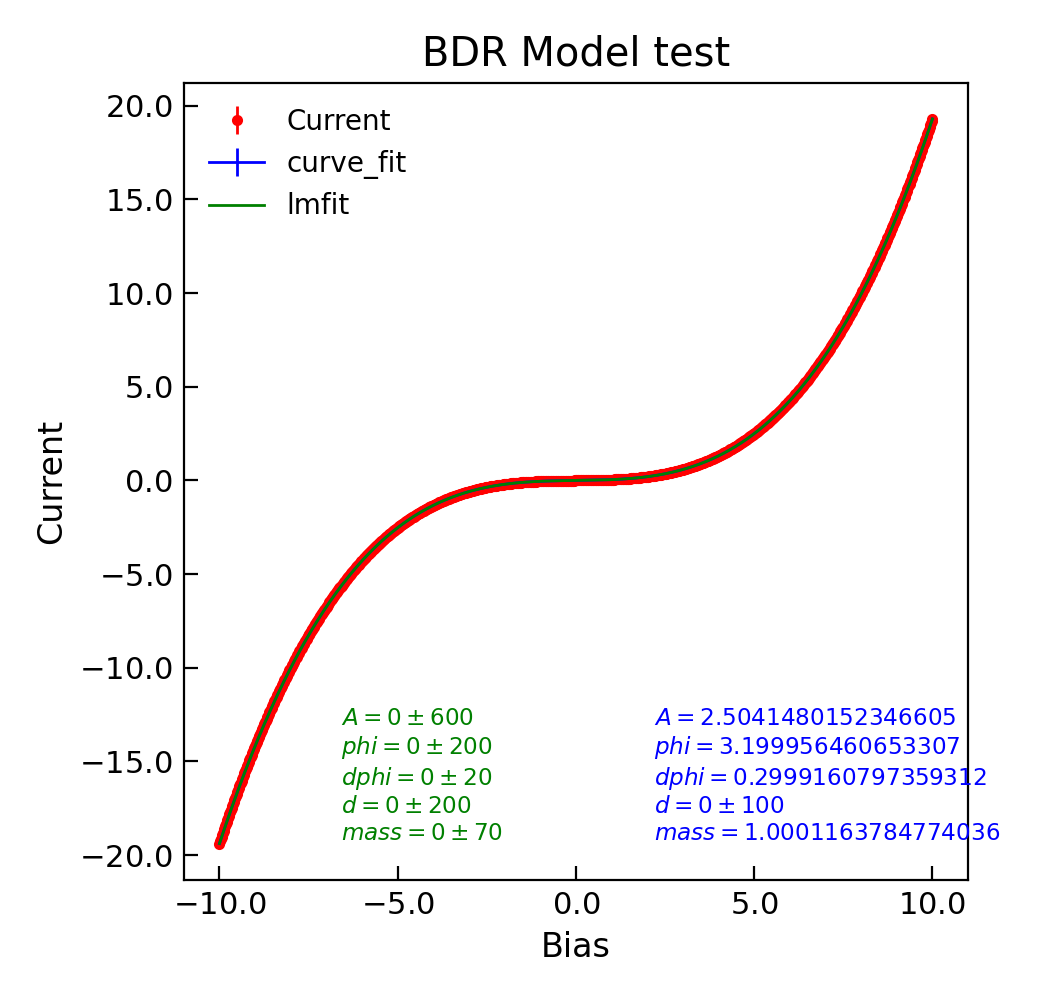 BDR Model test
20.0
15.0
10.0
5.0
0.0
−5.0
−10.0
−15.0
−20.0
Current
Current
curve_fit
lmfit
A = 0 ± 600
phi = 0 ± 200
dphi = 0 ± 20
d = 0 ± 200
mass = 0 ± 70
A = 2.5041480152346605
phi = 3.199956460653307
dphi = 0.2999160797359312
d = 0 ± 100
mass = 1.0001163784774036
−10.0 −5.0 0.0 5.0 10.0
Bias